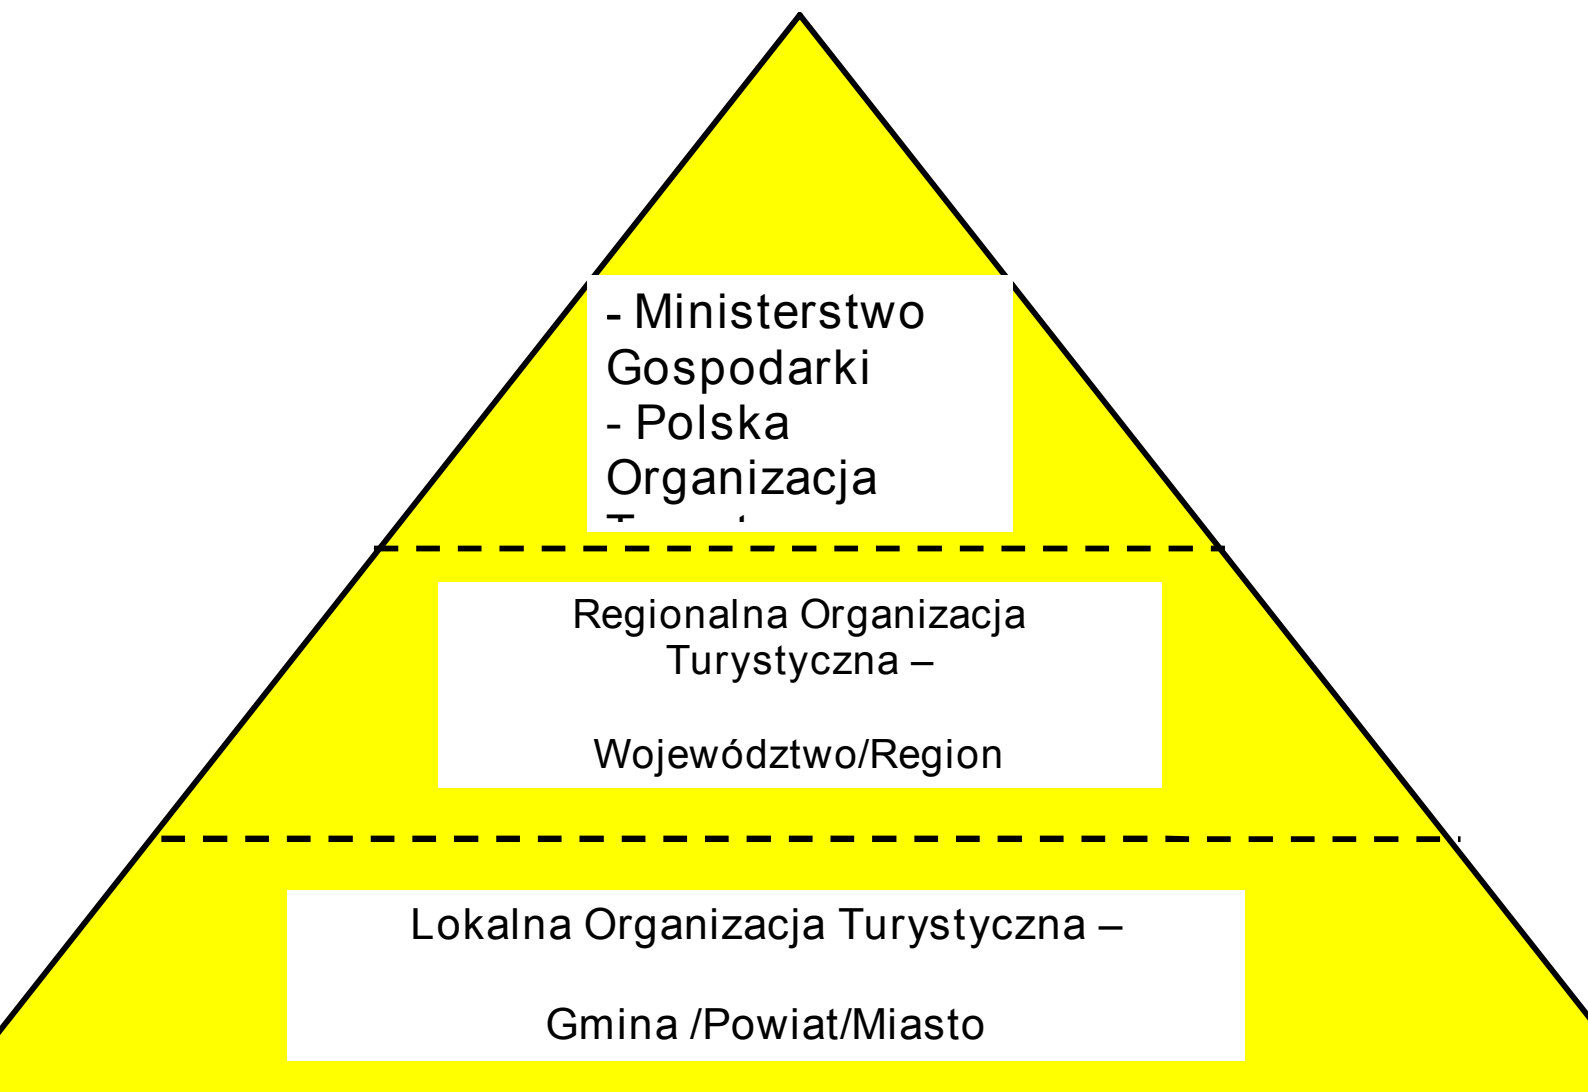 - Ministerstwo
Gospodarki
- Polska
Organizacja
Regionalna Organizacja
Turystyczna –
Województwo/Region
Lokalna Organizacja Turystyczna –
Gmina /Powiat/Miasto